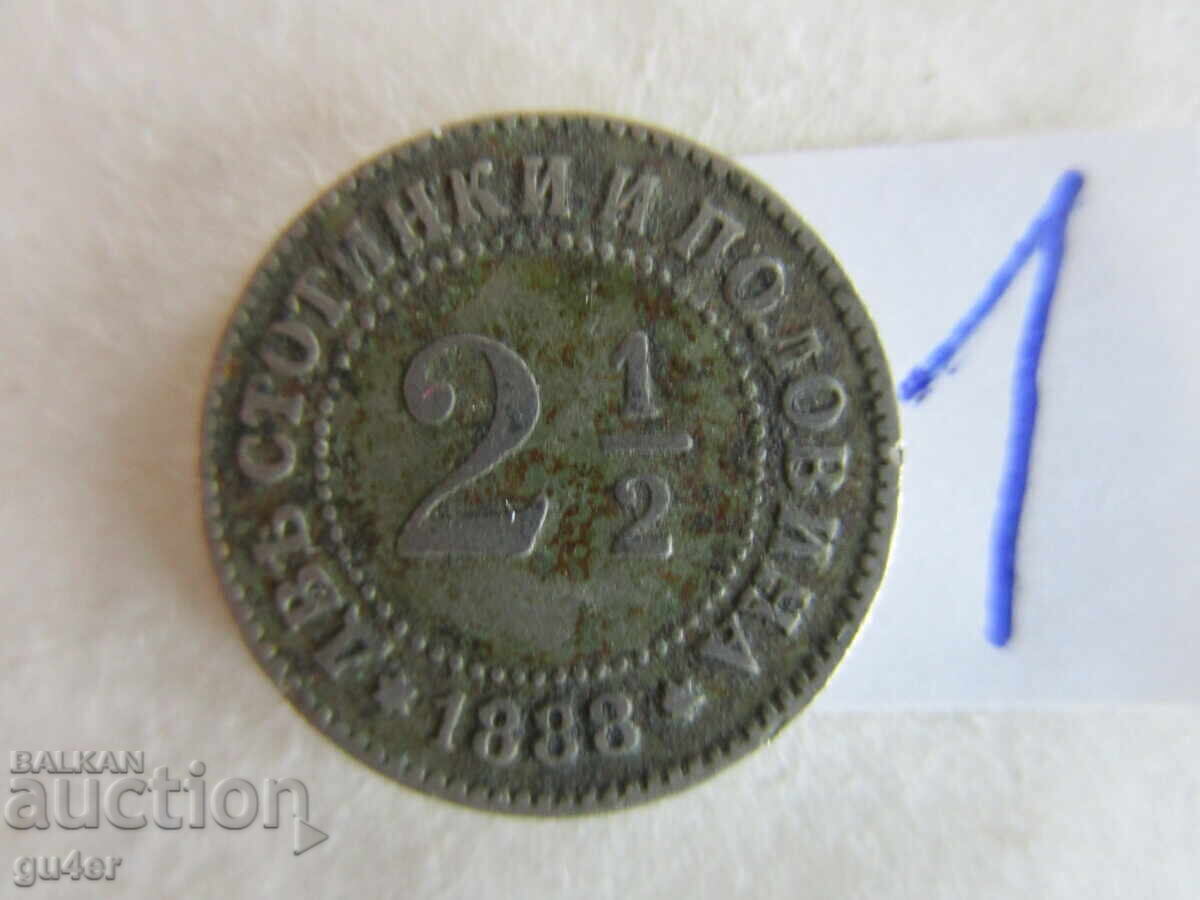 ДВѢ СТОТИНКИ И ПОЛОВИНА
2 1/2
* 1888 *
1
BALKAN
auction
gu4er